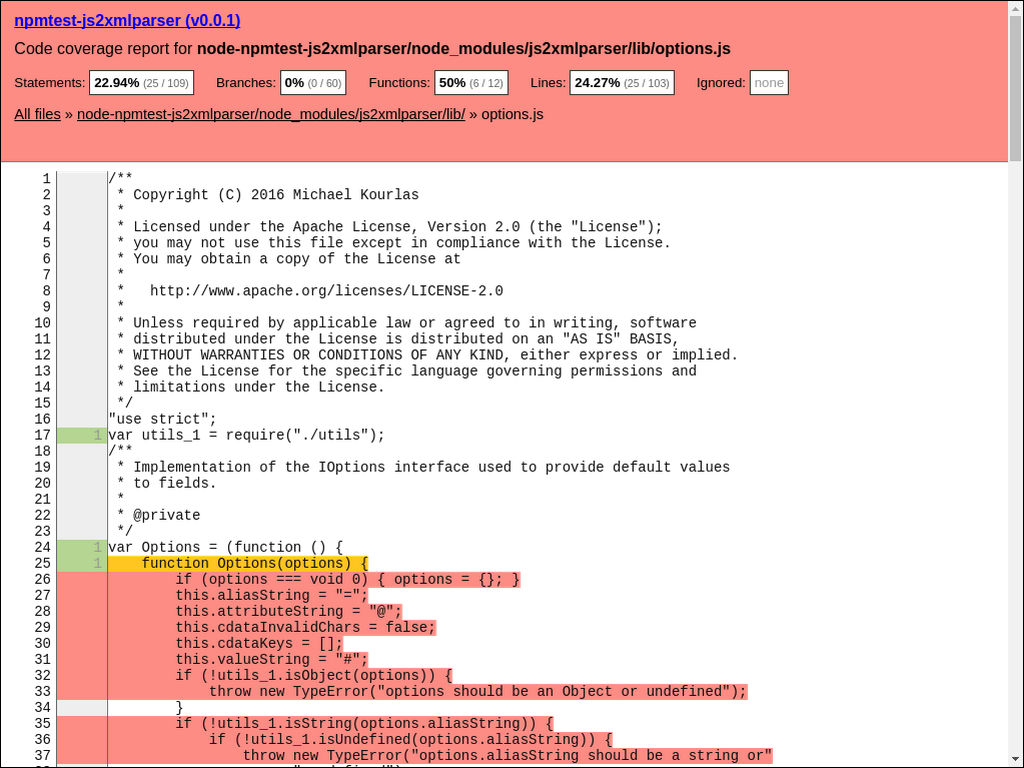 npmtest-js2xmlparser (v0.0.1)
Code coverage report for node-npmtest-js2xmlparser/node_modules/js2xmlparser/lib/options.js
Statements: 22.94% (25 / 109) Branches: 0% (0 / 60) Functions: 50% (6 / 12) Lines: 24.27% (25 / 103) Ignored: none
All files » node-npmtest-js2xmlparser/node_modules/js2xmlparser/lib/ » options.js
1 /**
2  * Copyright (C) 2016 Michael Kourlas
3  *
4  * Licensed under the Apache License, Version 2.0 (the "License");
5  * you may not use this file except in compliance with the License.
6  * You may obtain a copy of the License at
7  *
8  *   http://www.apache.org/licenses/LICENSE-2.0
9  *
10  * Unless required by applicable law or agreed to in writing, software
11  * distributed under the License is distributed on an "AS IS" BASIS,
12  * WITHOUT WARRANTIES OR CONDITIONS OF ANY KIND, either express or implied.
13  * See the License for the specific language governing permissions and
14  * limitations under the License.
15  */
16 "use strict";
17 1 var utils_1 = require("./utils");
18 /**
19  * Implementation of the IOptions interface used to provide default values
20  * to fields.
21  *
22  * @private
23  */
24 1 var Options = (function () {
25 1     function Options(options) {
26         if (options === void 0) { options = {}; }
27         this.aliasString = "=";
28         this.attributeString = "@";
29         this.cdataInvalidChars = false;
30         this.cdataKeys = [];
31         this.valueString = "#";
32         if (!utils_1.isObject(options)) {
33             throw new TypeError("options should be an Object or undefined");
34         }
35         if (!utils_1.isString(options.aliasString)) {
36             if (!utils_1.isUndefined(options.aliasString)) {
37                 throw new TypeError("options.aliasString should be a string or"